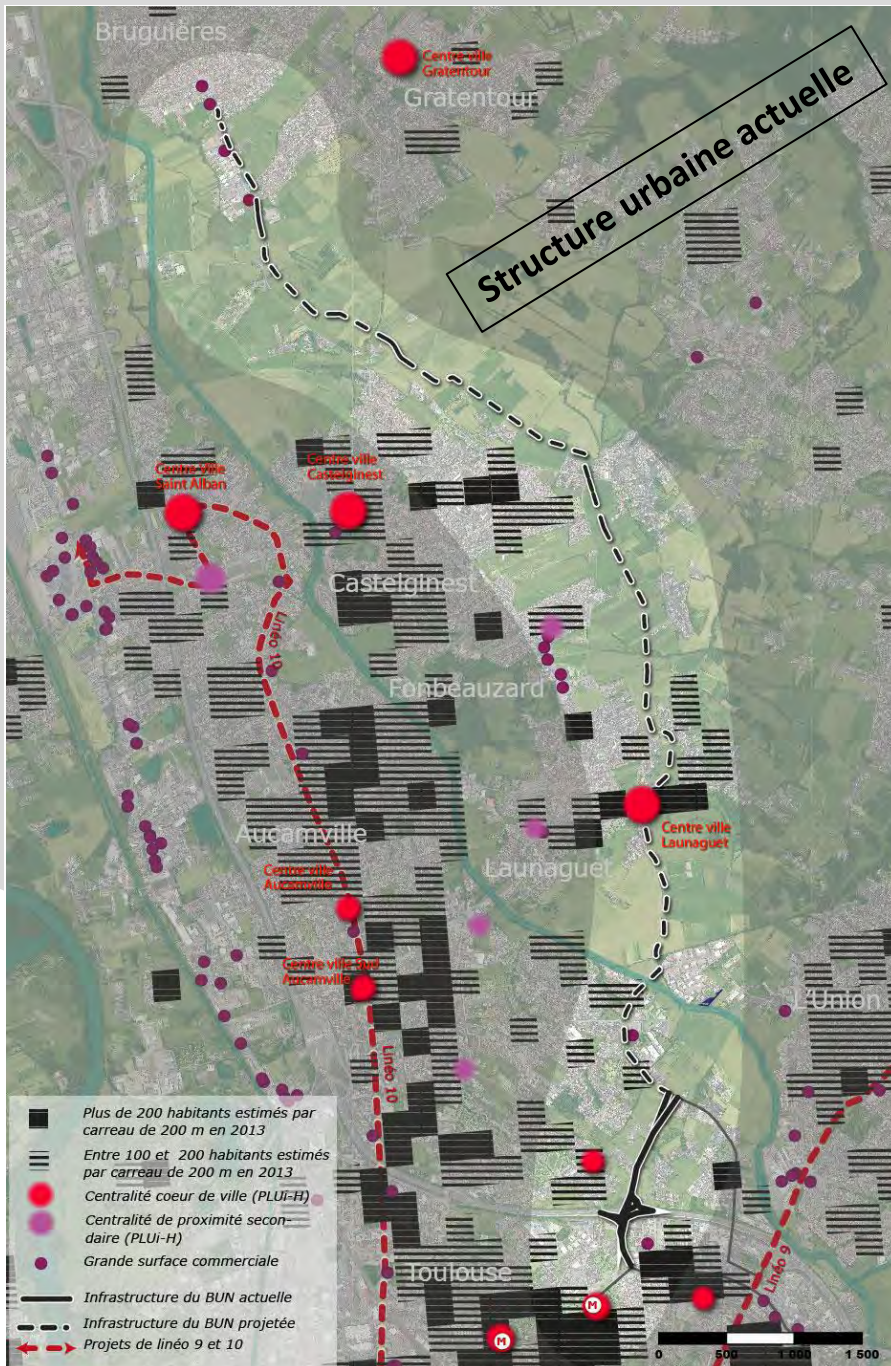 Bruguières
Centre ville
Gratentour
Gratentour
Structure urbaine actuelle
Centre ville
Saint Alban
Centre ville
Castelginest
Castelginest
Linéo 10
Fonbeauzard
Aucamville
Centre ville
Launaguet
Launaguet
Centre ville
Aucamville
Centre ville Sud
Aucamville
L'Union
Linéo 10
Plus de 200 habitants estimés par
carreau de 200 m en 2013
Entre 100 et 200 habitants estimés
par carreau de 200 m en 2013
Centralité coeur de ville (PLUi-H)
Centralité de proximité secon-
daire (PLUi-H)
Grande surface commerciale
Infrastructure du BUN actuelle
Infrastructure du BUN projetée
Projets de linéo 9 et 10
Toulouse
Linéo 9
M
M
0 500 1 000 1 500